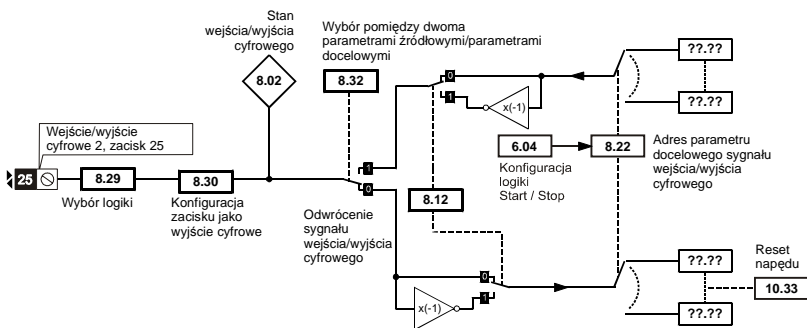 Stan
wejścia/wyjścia
cyfrowego
8.02
Wybór pomiędzy dwoma
parametrami źródłowymi/parametrami
docelowymi
8.32
Wejście/wyjście
cyfrowe 2, zacisk 25
25
8.29
Wybór logiki
8.30
Konfiguracja
zacisku jako
wyjście cyfrowe
1
0
Odwrócenie
sygnału
wejścia/wyjścia
cyfrowego
0
1
x(-1)
8.12
6.04
Konfiguracja
logiki
Start / Stop
8.22
Adres parametru
docelowego sygnału
wejścia/wyjścia
cyfrowego
??.??
??.??
0
1
x(-1)
??.??
??.??
Reset
napędu
10.33